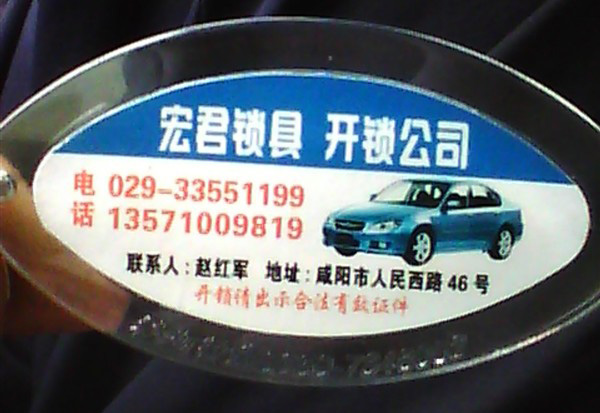 宏君锁具 开锁公司
电话 029-33551199
13571009819
联系人：赵红军 地址：咸阳市人民西路46号
开锁请出示合法有效证件